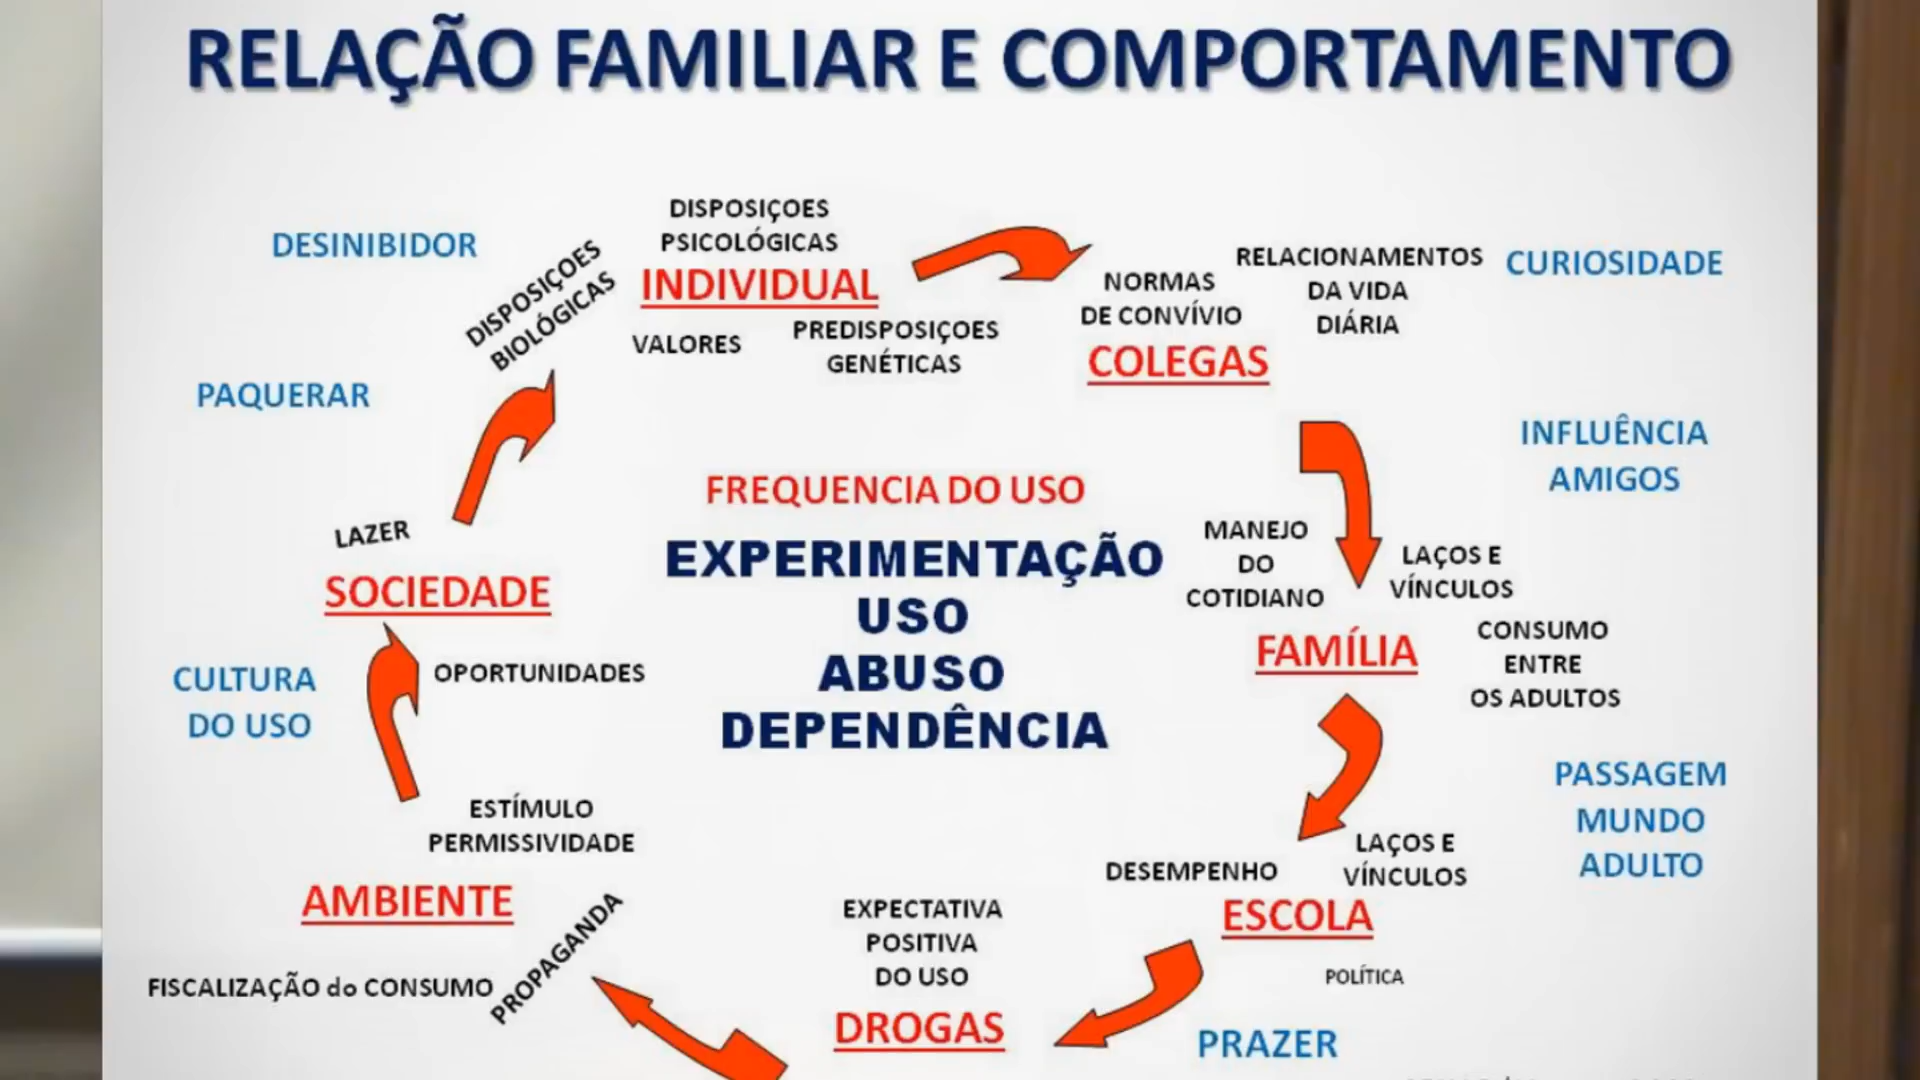 RELAÇÃO FAMILIAR E COMPORTAMENTO
DESINIBIDOR
DISPOSIÇOES
BIOLÓGICAS
DISPOSIÇOES
PSICOLÓGICAS
INDIVIDUAL
VALORES
PREDISPOSIÇOES
GENÉTICAS
NORMAS
DE CONVÍVIO
COLEGAS
RELACIONAMENTOS
DA VIDA
DIÁRIA
CURIOSIDADE
PAQUERAR
INFLUÊNCIA
AMIGOS
FREQUENCIA DO USO
EXPERIMENTAÇÃO
USO
ABUSO
DEPENDÊNCIA
LAZER
SOCIEDADE
OPORTUNIDADES
MANEJO
DO
COTIDIANO
LAÇOS E
VÍNCULOS
FAMÍLIA
CONSUMO
ENTRE
OS ADULTOS
CULTURA
DO USO
PASSAGEM
MUNDO
ADULTO
ESTÍMULO
PERMISSIVIDADE
AMBIENTE
PROPAGANDA
FISCALIZAÇÃO do CONSUMO
EXPECTATIVA
POSITIVA
DO USO
DROGAS
DESEMPENHO
LAÇOS E
VÍNCULOS
ESCOLA
POLÍTICA
PRAZER